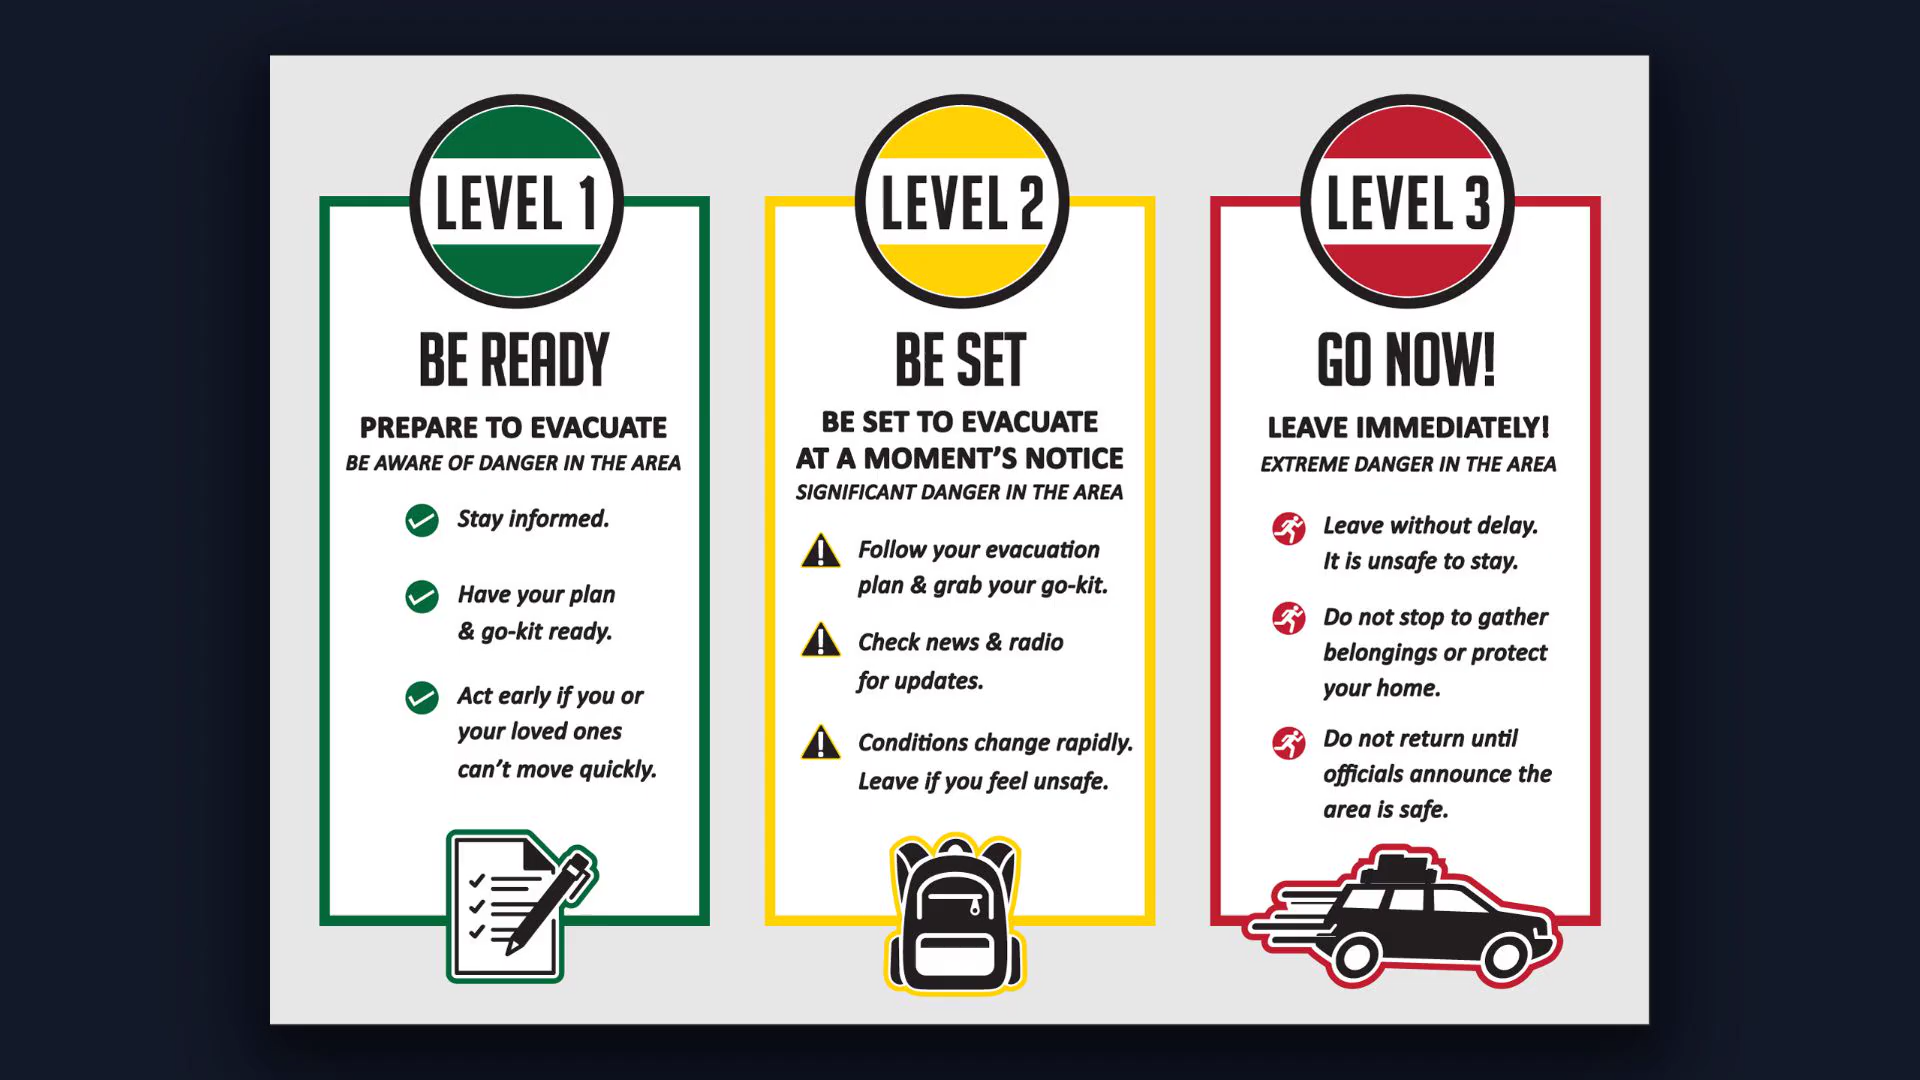 LEVEL 1
BE READY
PREPARE TO EVACUATE
BE AWARE OF DANGER IN THE AREA
Stay informed.
Have your plan
& go-kit ready.
Act early if you or
your loved ones
can't move quickly.
LEVEL 2
BE SET
BE SET TO EVACUATE
AT A MOMENT'S NOTICE
SIGNIFICANT DANGER IN THE AREA
Follow your evacuation
plan & grab your go-kit.
Check news & radio
for updates.
Conditions change rapidly.
Leave if you feel unsafe.
LEVEL 3
GO NOW!
LEAVE IMMEDIATELY!
EXTREME DANGER IN THE AREA
Leave without delay.
It is unsafe to stay.
Do not stop to gather
belongings or protect
your home.
Do not return until
officials announce the
area is safe.